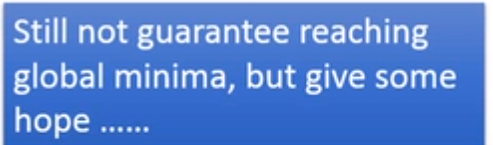 Still not guarantee reaching
global minima, but give some
hope ……